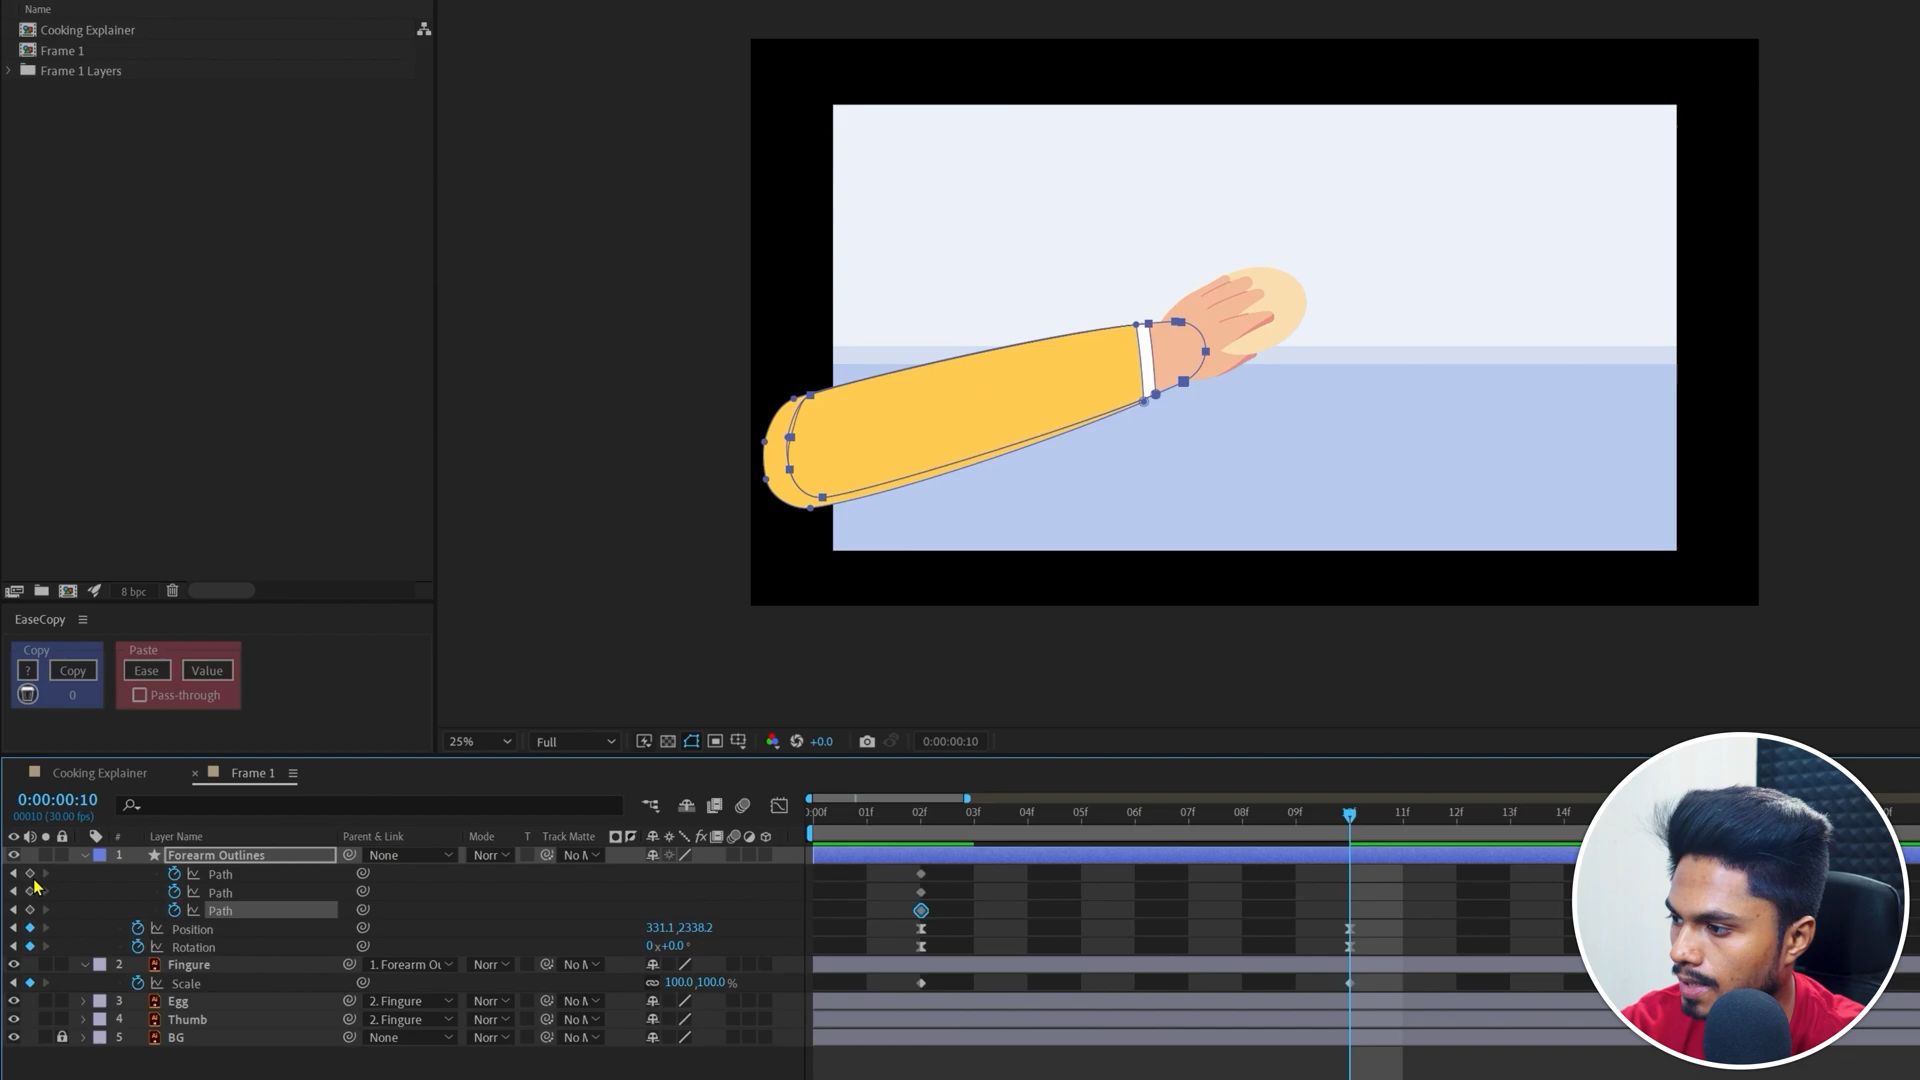 Name
Cooking Explainer
Frame 1
Frame 1 Layers
8 bpc
EaseCopy
Copy
Paste
? Copy Ease Value
0 Pass-through
25% Full +0.0 0:00:00:10
Cooking Explainer × Frame 1
0:00:00:10
00010 (30.00 fps)
:00f 01f 02f 03f 04f 05f 06f 07f 08f 09f 11f 12f 13f 14f 0f
# Layer Name Parent & Link Mode T Track Matte fx
1 Forearm Outlines None Norr No M
Path
Path
Path
Position 331.1,2338.2
Rotation 0x+0.0°
2 Fingure 1. Forearm Ou Norr No M
Scale 100.0,100.0%
3 Egg 2. Fingure Norr No M
4 Thumb 2. Fingure Norr No M
5 BG None Norr No M